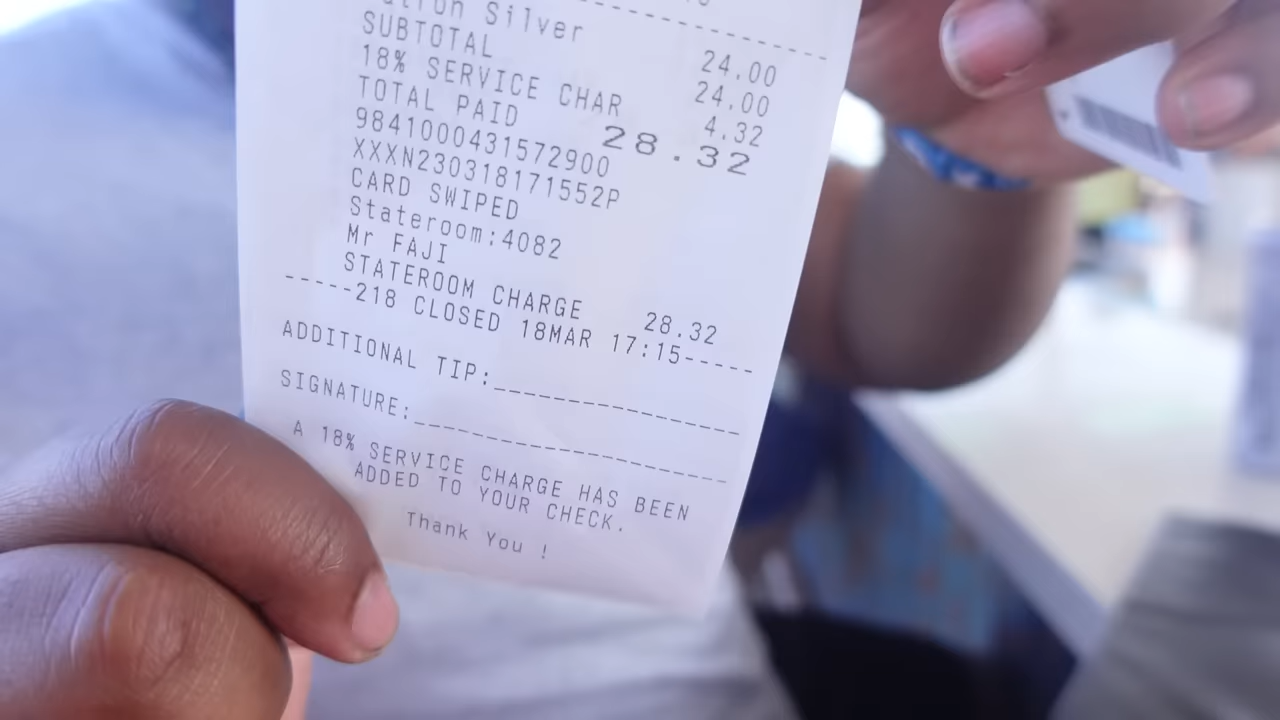 Silver 24.00
SUBTOTAL 24.00
18% SERVICE CHAR 4.32
TOTAL PAID 28.32
9841000431572900
XXXN230318171552P
CARD SWIPED
Stateroom:4082
Mr FAJI
STATEROOM CHARGE 28.32
-----218 CLOSED 18MAR 17:15-----
ADDITIONAL TIP:
SIGNATURE:
A 18% SERVICE CHARGE HAS BEEN
ADDED TO YOUR CHECK.
Thank You !